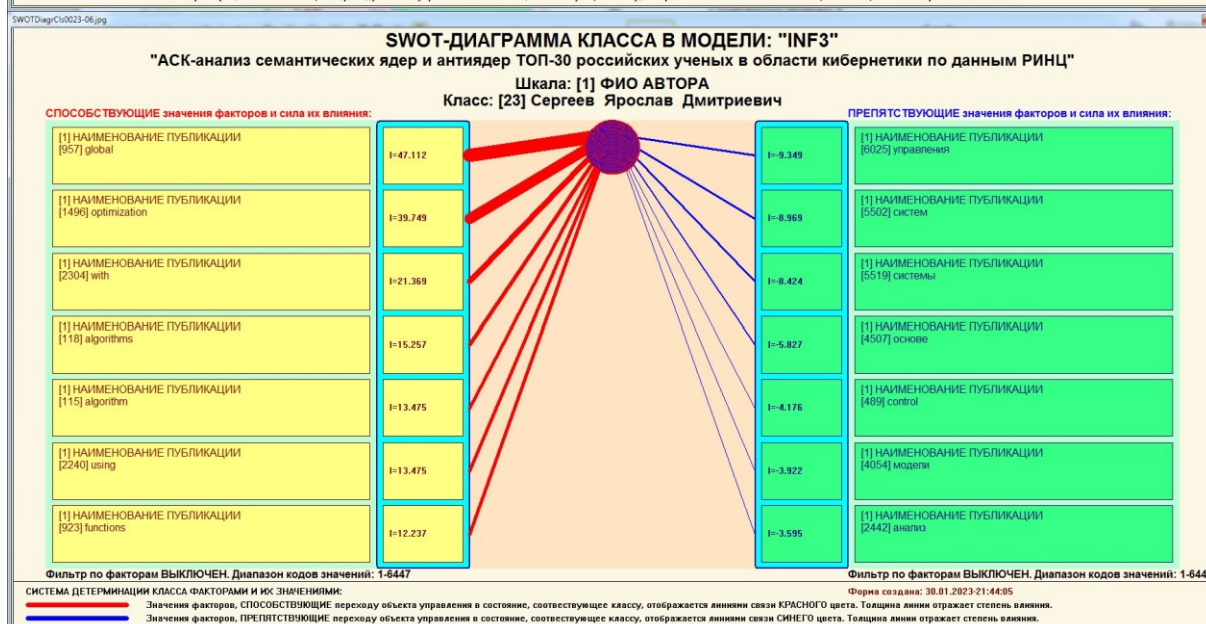 SWOTDiagrCls0023-06.jpg
SWOT-ДИАГРАММА КЛАССА В МОДЕЛИ: "INF3"
"АСК-анализ семантических ядер и антиядер ТОП-30 российских ученых в области кибернетики по данным РИНЦ"
Шкала: [1] ФИО АВТОРА
Класс: [23] Сергеев Ярослав Дмитриевич
СПОСОБСТВУЮЩИЕ значения факторов и сила их влияния:
ПРЕПЯТСТВУЮЩИЕ значения факторов и сила их влияния:
[1] НАИМЕНОВАНИЕ ПУБЛИКАЦИИ
[957] global
I=47.112
I=-9.349
[1] НАИМЕНОВАНИЕ ПУБЛИКАЦИИ
[6025] управления
[1] НАИМЕНОВАНИЕ ПУБЛИКАЦИИ
[1496] optimization
I=39.749
I=-8.969
[1] НАИМЕНОВАНИЕ ПУБЛИКАЦИИ
[5502] систем
[1] НАИМЕНОВАНИЕ ПУБЛИКАЦИИ
[2304] with
I=21.369
I=-8.424
[1] НАИМЕНОВАНИЕ ПУБЛИКАЦИИ
[5519] системы
[1] НАИМЕНОВАНИЕ ПУБЛИКАЦИИ
[118] algorithms
I=15.257
I=-5.827
[1] НАИМЕНОВАНИЕ ПУБЛИКАЦИИ
[4507] основе
[1] НАИМЕНОВАНИЕ ПУБЛИКАЦИИ
[115] algorithm
I=13.475
I=-4.176
[1] НАИМЕНОВАНИЕ ПУБЛИКАЦИИ
[489] control
[1] НАИМЕНОВАНИЕ ПУБЛИКАЦИИ
[2240] using
I=13.475
I=-3.922
[1] НАИМЕНОВАНИЕ ПУБЛИКАЦИИ
[4054] модели
[1] НАИМЕНОВАНИЕ ПУБЛИКАЦИИ
[923] functions
I=12.237
I=-3.595
[1] НАИМЕНОВАНИЕ ПУБЛИКАЦИИ
[2442] анализ
Фильтр по факторам ВЫКЛЮЧЕН. Диапазон кодов значений: 1-6447
Фильтр по факторам ВЫКЛЮЧЕН. Диапазон кодов значений: 1-644
СИСТЕМА ДЕТЕРМИНАЦИИ КЛАССА ФАКТОРАМИ И ИХ ЗНАЧЕНИЯМИ:
Форма создана: 30.01.2023-21:44:05
Значения факторов, СПОСОБСТВУЮЩИЕ переходу объекта управления в состояние, соотвествующее классу, отображается линиями связи КРАСНОГО цвета. Толщина линии отражает степень влияния.
Значения факторов, ПРЕПЯТСТВУЮЩИЕ переходу объекта управления в состояние, соотвествующее классу, отображается линиями связи СИНЕГО цвета. Толщина линии отражает степень влияния.